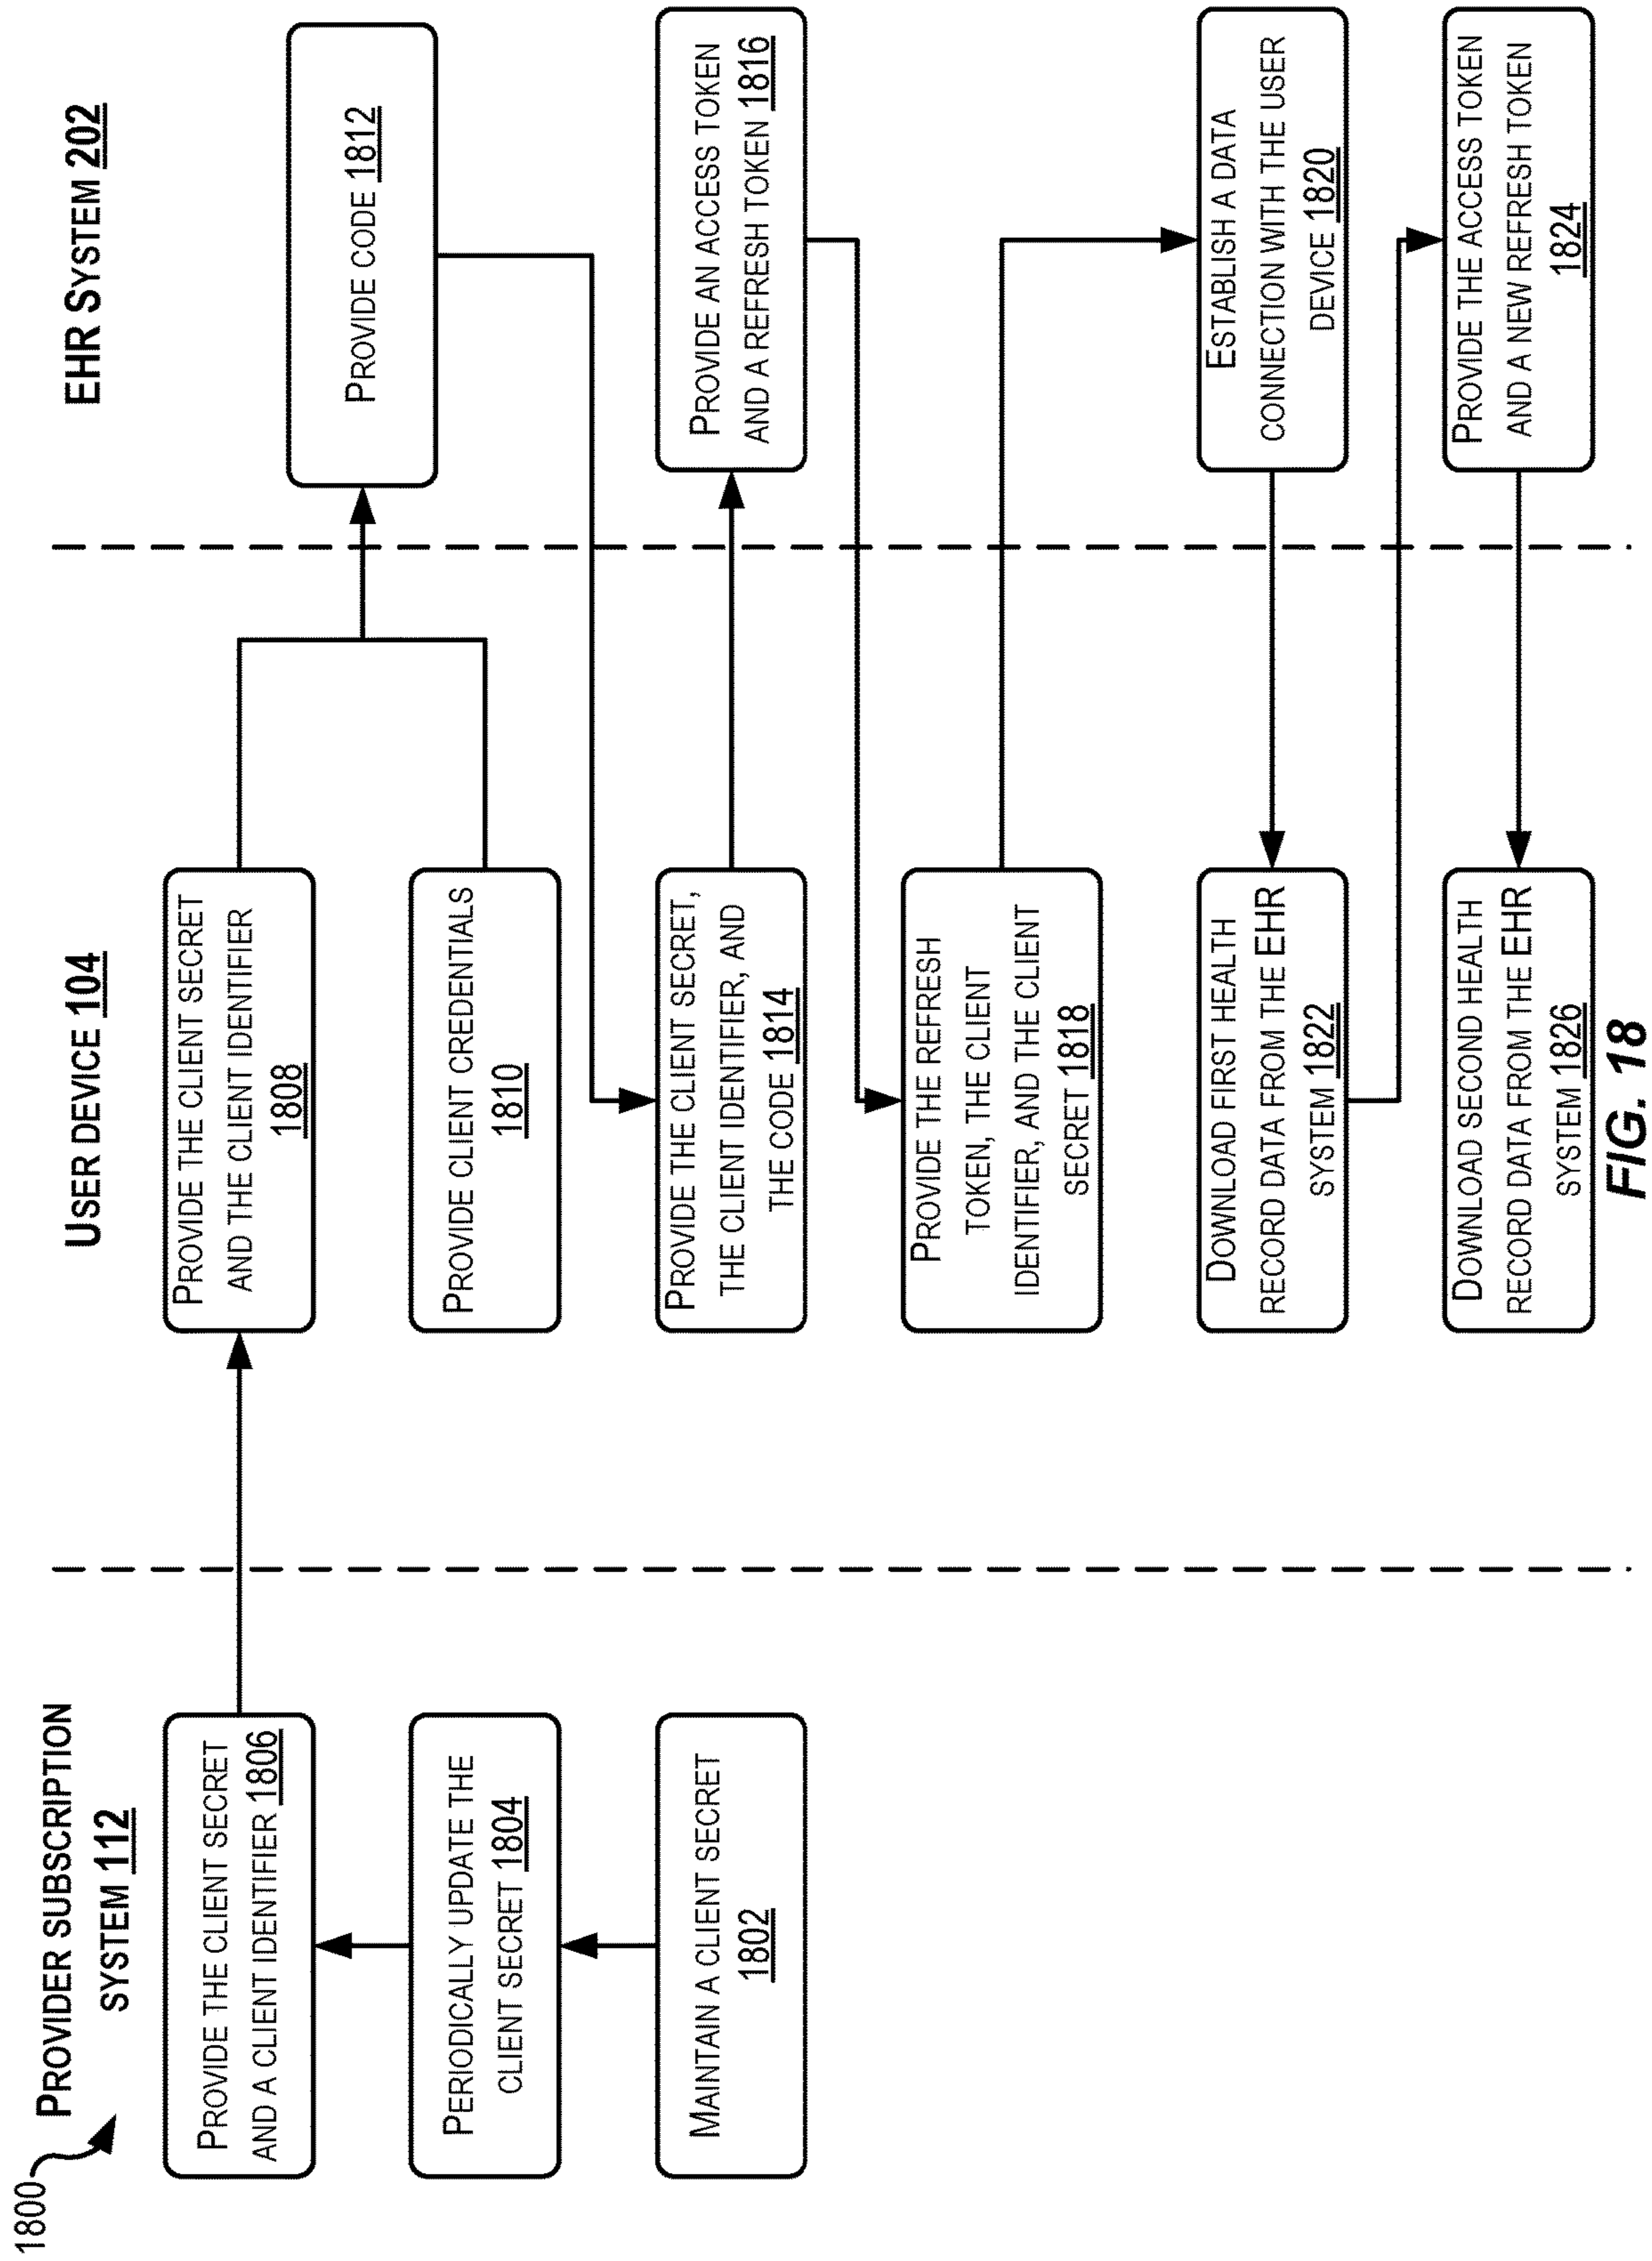 1800
PROVIDER SUBSCRIPTION
SYSTEM 112
USER DEVICE 104
EHR SYSTEM 202
PROVIDE THE CLIENT SECRET
AND A CLIENT IDENTIFIER 1806
PERIODICALLY UPDATE THE
CLIENT SECRET 1804
MAINTAIN A CLIENT SECRET
1802
PROVIDE THE CLIENT SECRET
AND THE CLIENT IDENTIFIER
1808
PROVIDE CLIENT CREDENTIALS
1810
PROVIDE CODE 1812
PROVIDE THE CLIENT SECRET,
THE CLIENT IDENTIFIER, AND
THE CODE 1814
PROVIDE AN ACCESS TOKEN
AND A REFRESH TOKEN 1816
PROVIDE THE REFRESH
TOKEN, THE CLIENT
IDENTIFIER, AND THE CLIENT
SECRET 1818
ESTABLISH A DATA
CONNECTION WITH THE USER
DEVICE 1820
DOWNLOAD FIRST HEALTH
RECORD DATA FROM THE EHR
SYSTEM 1822
PROVIDE THE ACCESS TOKEN
AND A NEW REFRESH TOKEN
1824
DOWNLOAD SECOND HEALTH
RECORD DATA FROM THE EHR
SYSTEM 1826
FIG. 18